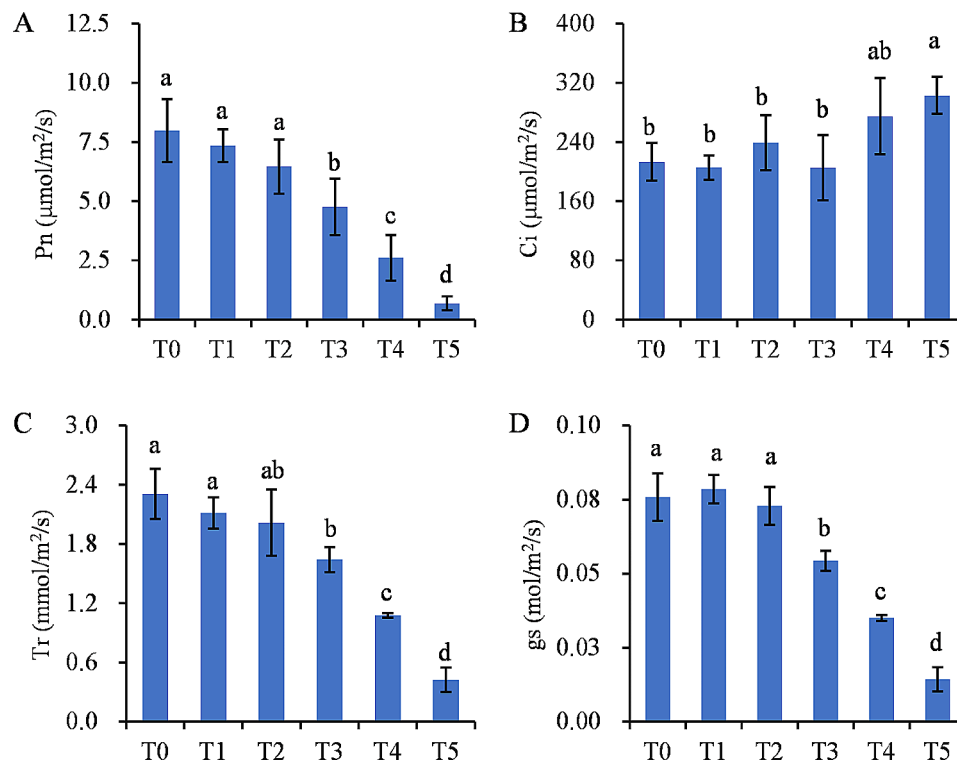 A
Pn (µmol/m²/s)
12.5
10.0
7.5
5.0
2.5
0.0
a
a
a
b
c
d
T0 T1 T2 T3 T4 T5
B
Ci (µmol/m²/s)
400
320
240
160
80
0
b
b
b
b
ab
a
T0 T1 T2 T3 T4 T5
C
Tr (mmol/m²/s)
3.0
2.4
1.8
1.2
0.6
0.0
a
a
ab
b
c
d
T0 T1 T2 T3 T4 T5
D
gs (mol/m²/s)
0.10
0.08
0.05
0.03
0.00
a
a
a
b
c
d
T0 T1 T2 T3 T4 T5